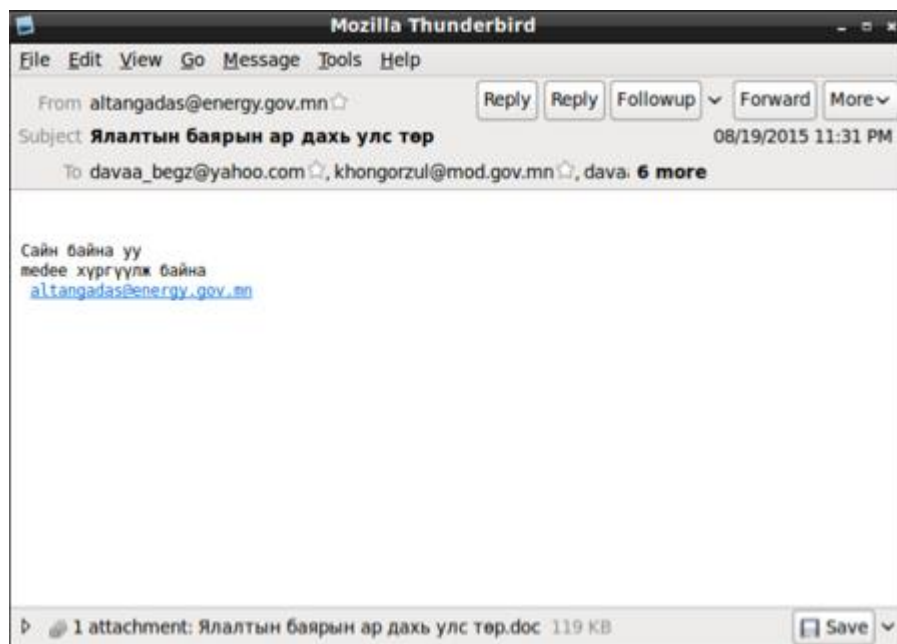 Mozilla Thunderbird
File Edit View Go Message Tools Help
From altangadas@energy.gov.mn Reply Reply Followup Forward More
Subject Ялалтын баярын ар дахь улс төр 08/19/2015 11:31 PM
To davaa_begz@yahoo.com, khongorzul@mod.gov.mn, dava 6 more
Сайн байна уу
medee хүргүүлж байна
altangadas@energy.gov.mn
1 attachment: Ялалтын баярын ар дахь улс төр.doc 119 KB Save